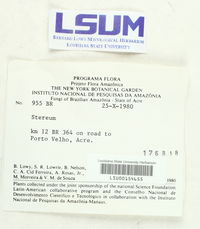 LSUM
BERNARD LOWY MYCOLOGICAL HERBARIUM
LOUISIANA STATE UNIVERSITY
PROGRAMA FLORA
Projeto Flora Amazônica
THE NEW YORK BOTANICAL GARDEN
INSTITUTO NACIONAL DE PESQUISAS DA AMAZÔNIA
Fungi of Brazilian Amazônia - State of Acre
No. 955 BR 25-X-1980
Stereum
km 12 BR 364 on road to
Porto Velho, Acre.
175818
B. Lowy, S. R. Lowrie, B. Nelson,
C. A. Cid Ferreira, A. Rosas, Jr.,
M. Moreira & V. M. de Souza
1980
Plants collected under the joint sponsorship of the national Science Foundation
Latin-American collaborative program and the Conselho Nacional de
Desenvolvimento Científico e Tecnológico in collaboration with the Instituto
Nacional de Pesquisas da Amazônia-Manaus.